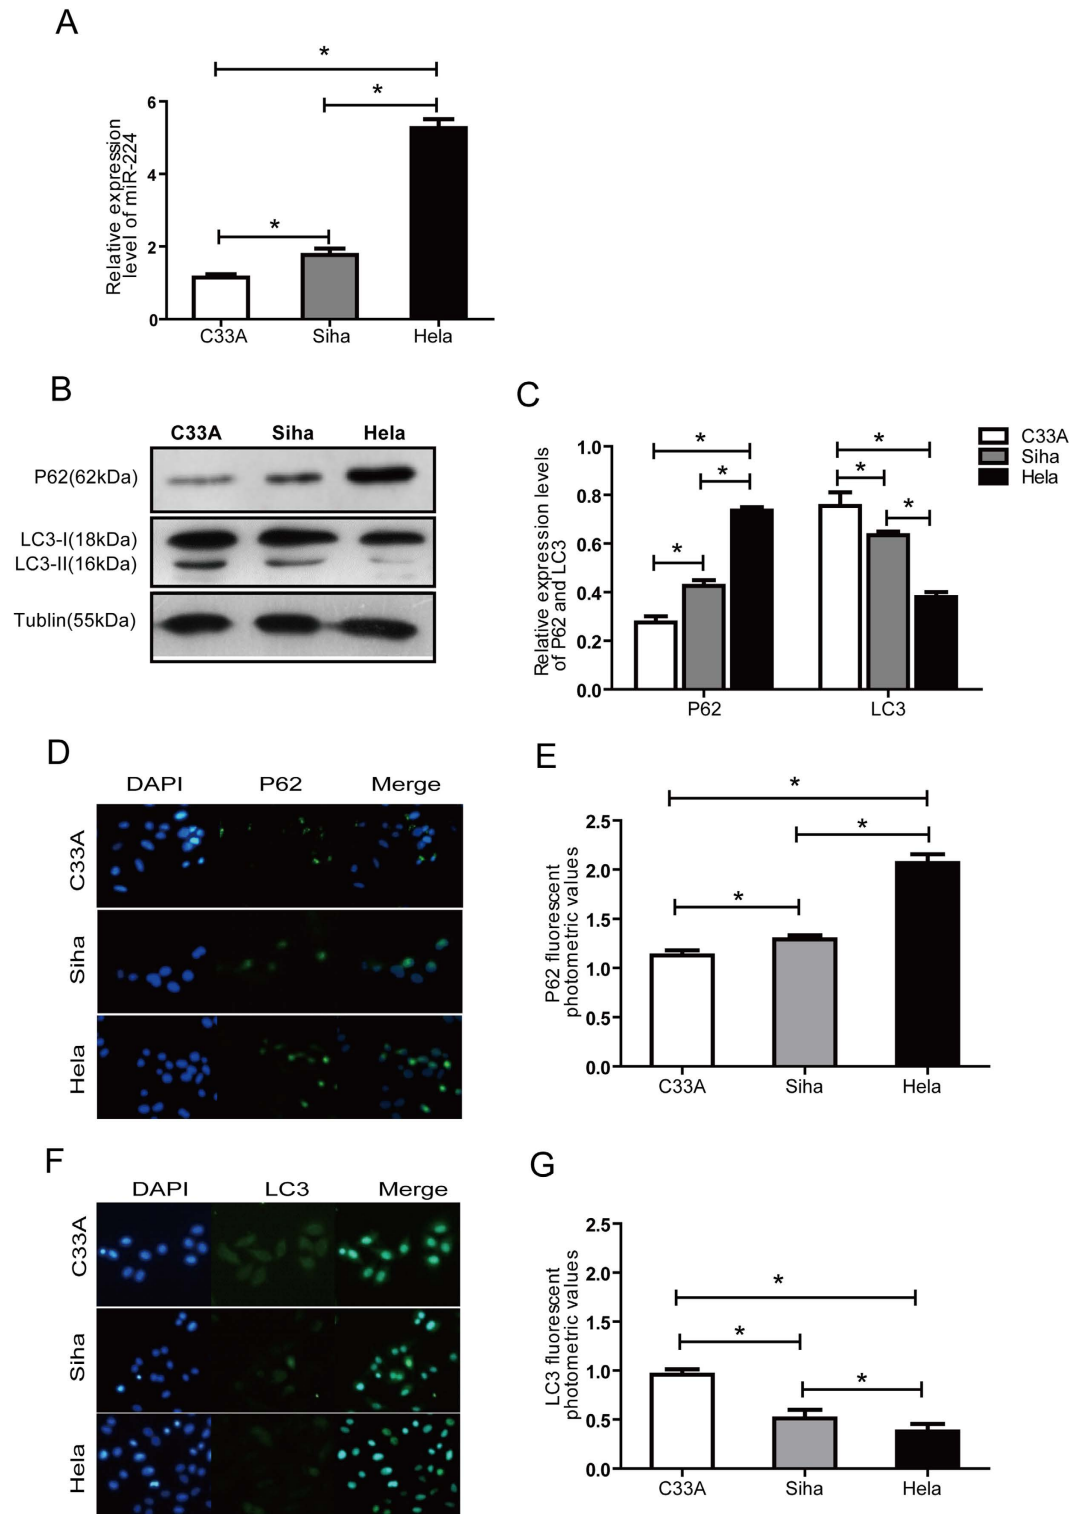 A
*
*
*
Relative expression
level of miR-224
6
4
2
0
C33A Siha Hela
B
C33A Siha Hela
P62(62kDa)
LC3-I(18kDa)
LC3-II(16kDa)
Tublin(55kDa)
C
C33A
Siha
Hela
* *
* *
* *
Relative expression levels
of P62 and LC3
1.0
0.8
0.6
0.4
0.2
0.0
P62 LC3
D
DAPI P62 Merge
C33A
Siha
Hela
E
*
*
*
P62 fluorescent
photometric values
2.5
2.0
1.5
1.0
0.5
0.0
C33A Siha Hela
F
DAPI LC3 Merge
C33A
Siha
Hela
G
*
*
*
LC3 fluorescent
photometric values
2.5
2.0
1.5
1.0
0.5
0.0
C33A Siha Hela